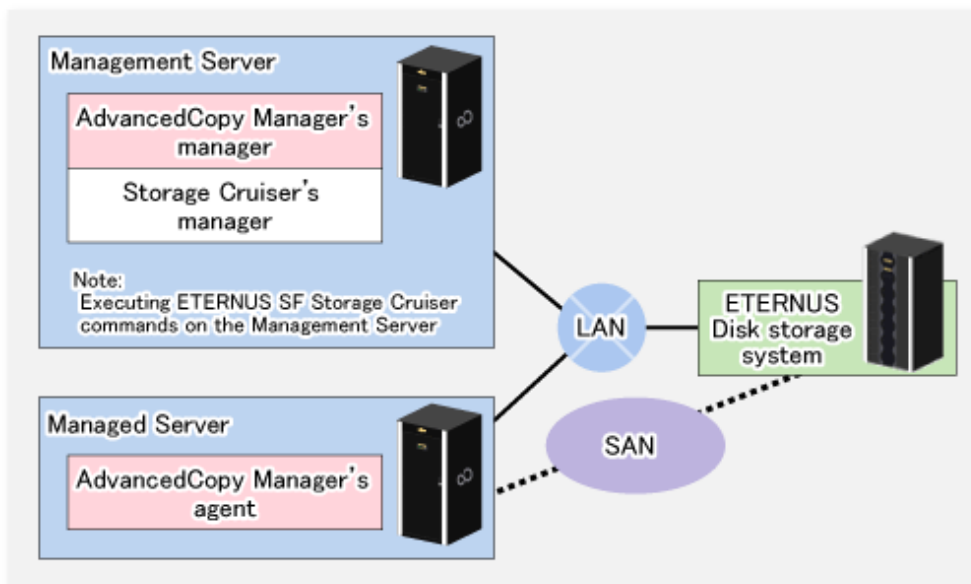 Management Server
AdvancedCopy Manager's
manager
Storage Cruiser's
manager
Note:
Executing ETERNUS SF Storage Cruiser
commands on the Management Server
LAN
ETERNUS
Disk storage
system
Managed Server
AdvancedCopy Manager's
agent
SAN